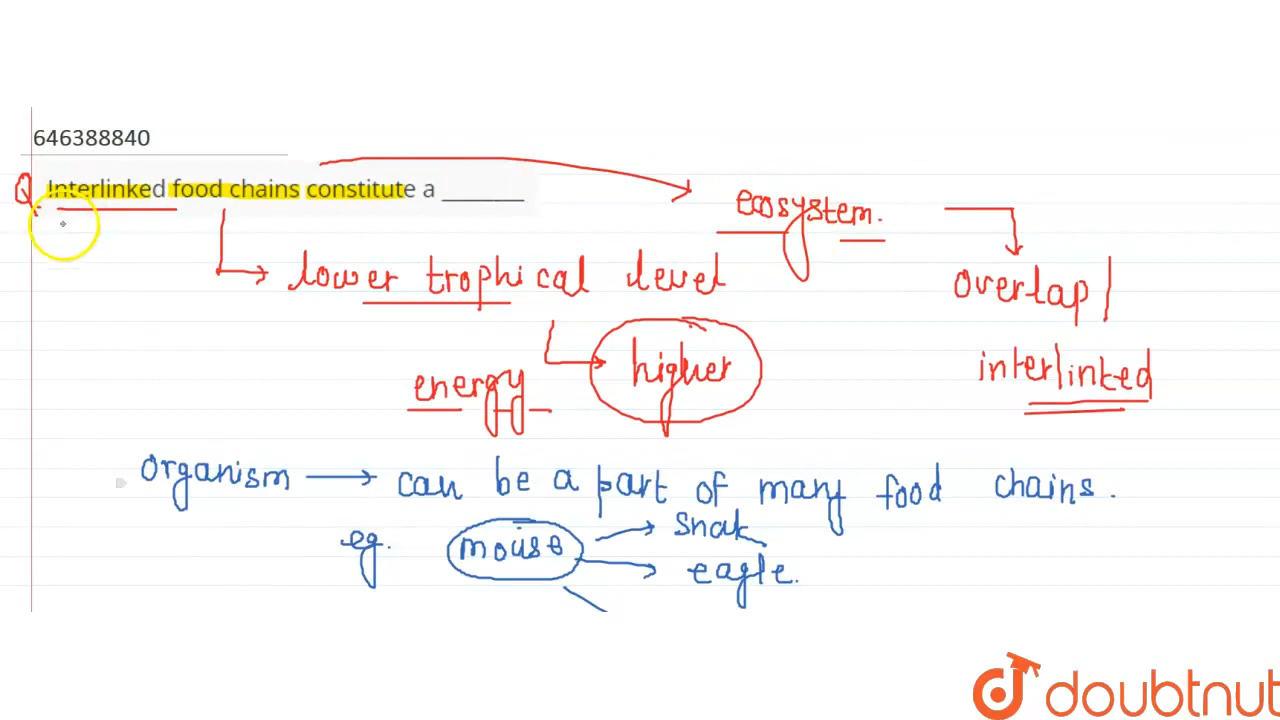 646388840
Q. Interlinked food chains constitute a ________
ecosystem.
lower trophical level
overlap
energy
higher
interlinked
Organism → can be a part of many food chains.
eg.
mouse
snak
eagle.
doubtnut